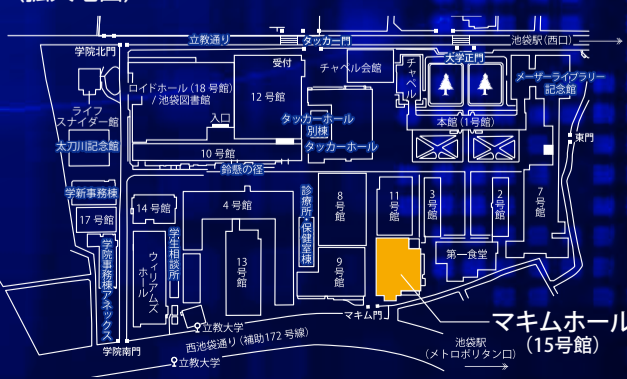 立教通り
タッカー門
池袋駅(西口)
学院北門
受付
大学正門
チャペル会館
チャペル
メーザーライブラリー
記念館
ロイドホール(18号館)
/池袋図書館
12号館
ライフ
スナイダー館
入口
タッカーホール
別棟
タッカーホール
本館(1号館)
太刀川記念館
10号館
東門
鈴懸の径
学新事務棟
14号館
4号館
診療所・保健室棟
8号館
11号館
3号館
2号館
7号館
17号館
学院事務棟アネックス
ウィリアムズホール
学生相談所
13号館
9号館
第一食堂
マキム門
マキムホール
(15号館)
立教大学
西池袋通り(補助172号線)
学院南門
立教大学
池袋駅
(メトロポリタン口)